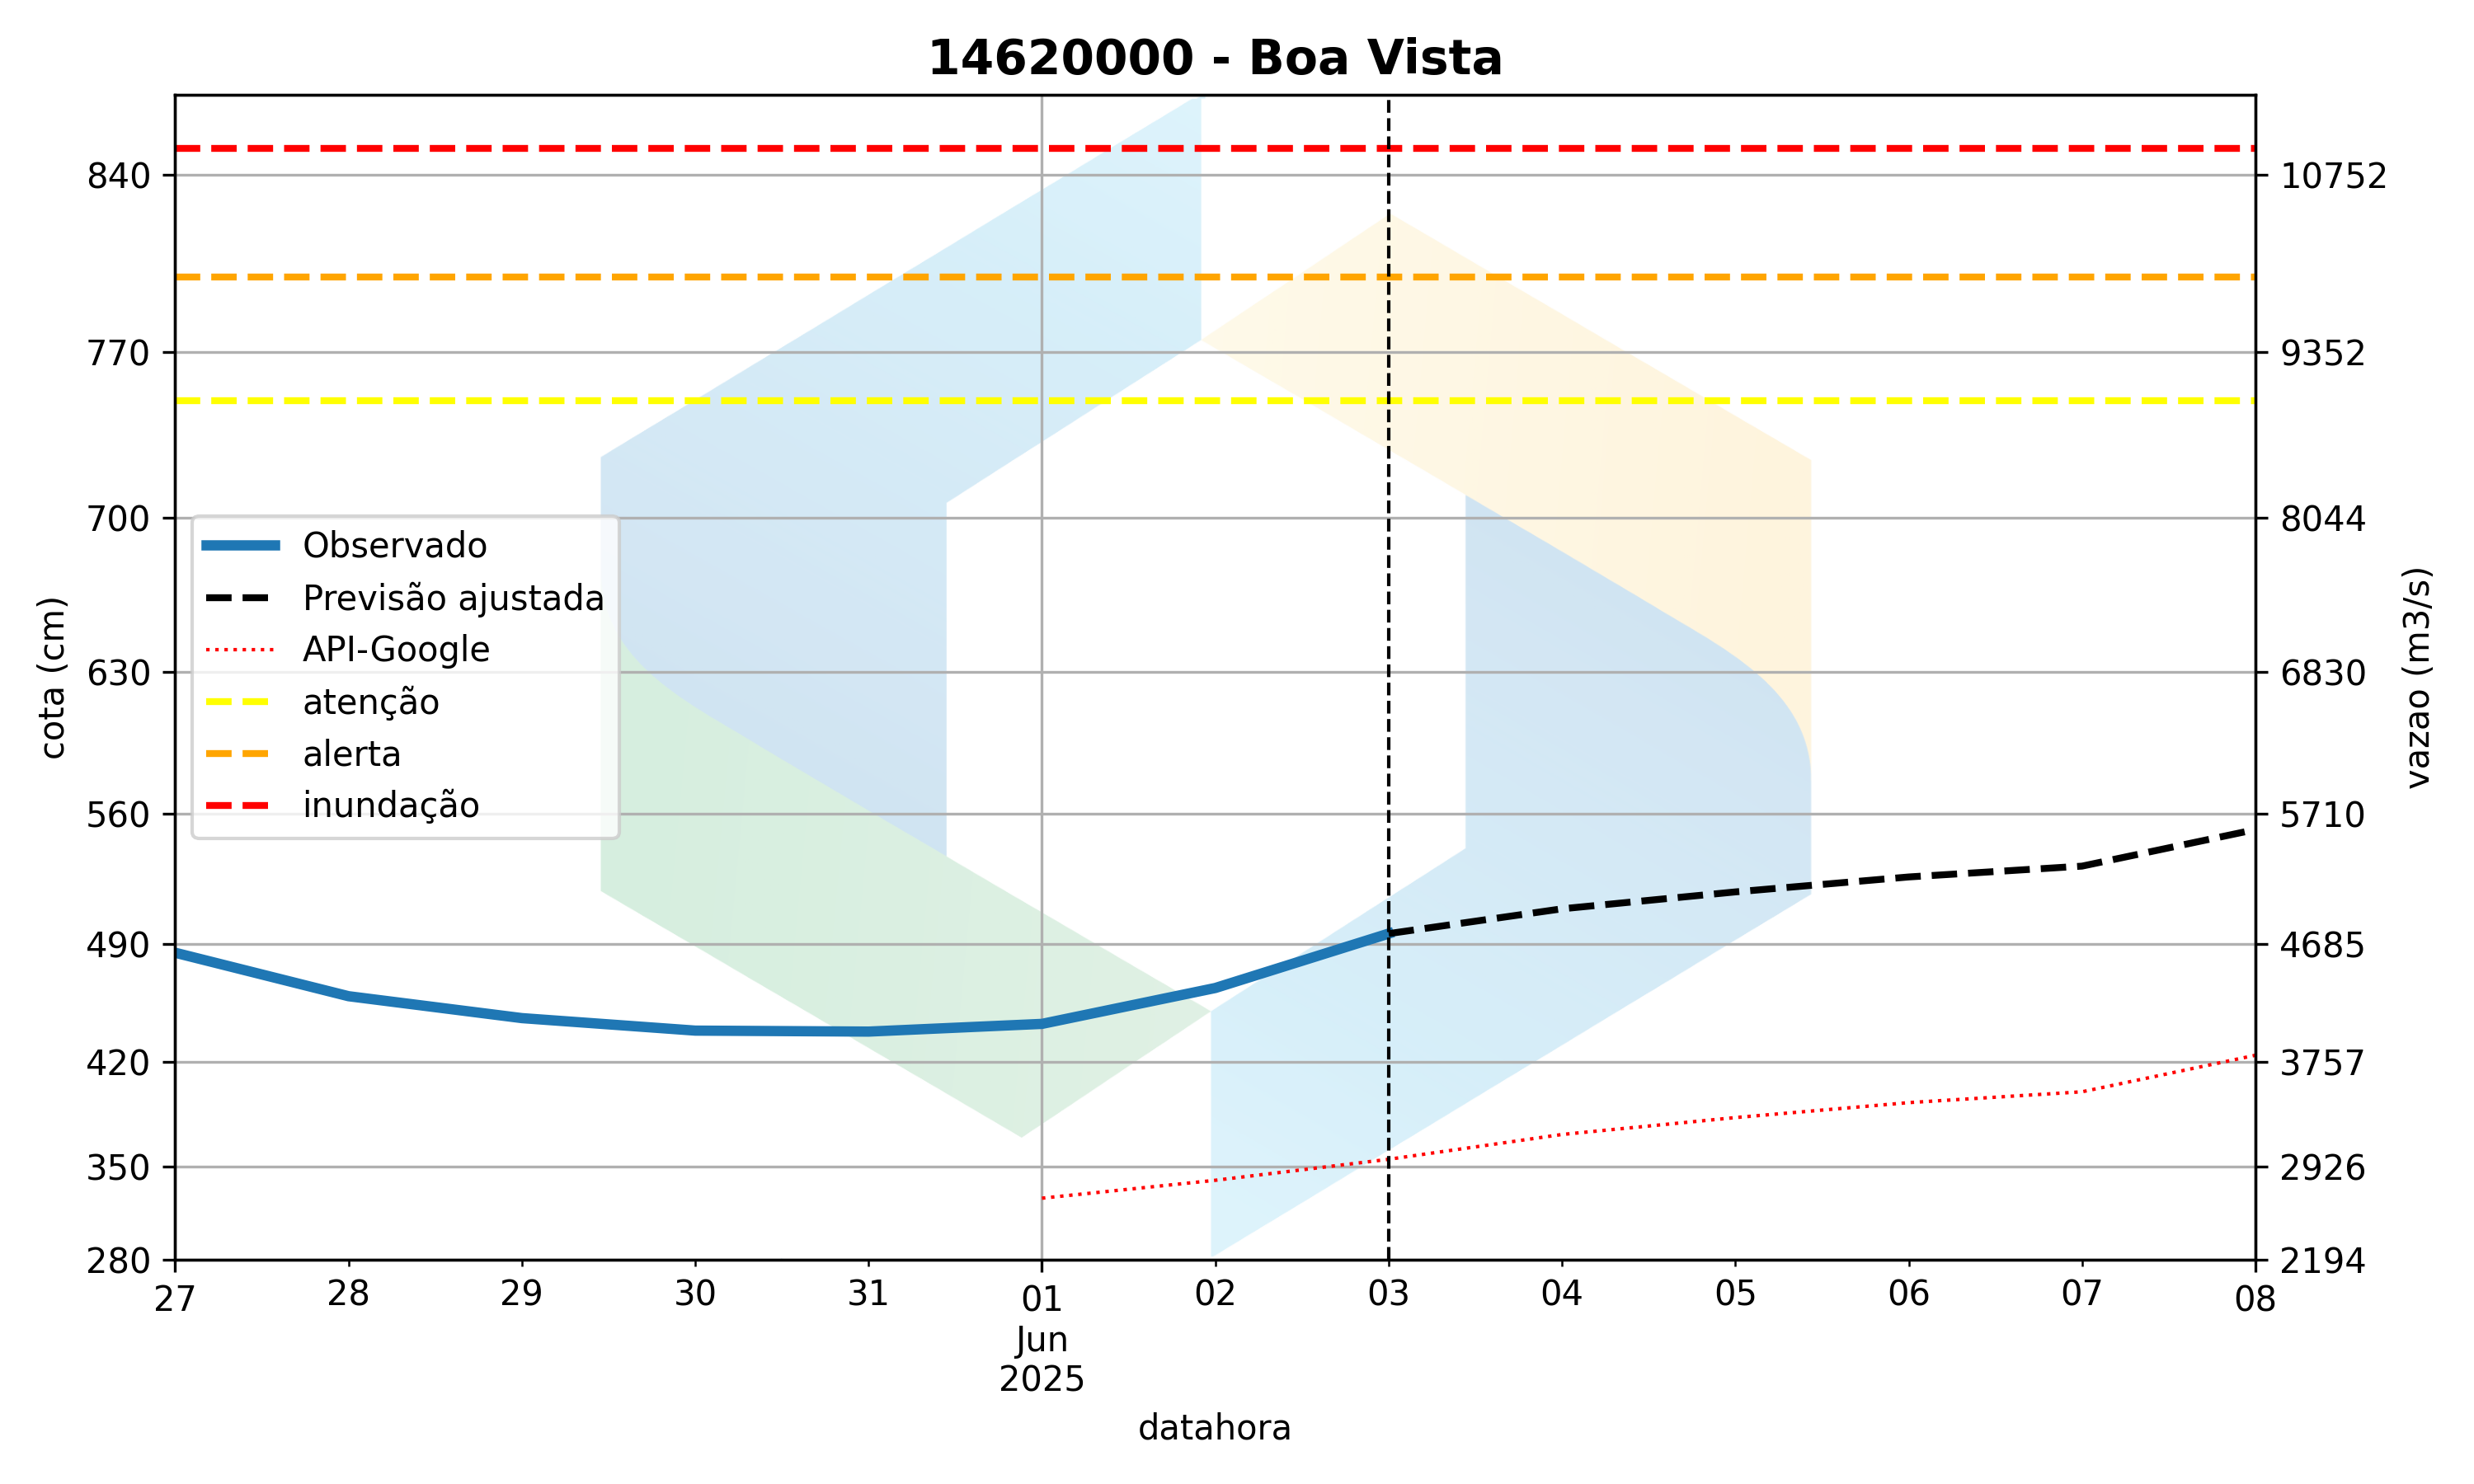 14620000 - Boa Vista
840
770
700
630
560
490
420
350
280
cota (cm)
10752
9352
8044
6830
5710
4685
3757
2926
2194
vazao (m3/s)
Observado
Previsão ajustada
API-Google
atenção
alerta
inundação
27 28 29 30 31 01 02 03 04 05 06 07 08
Jun
2025
datahora